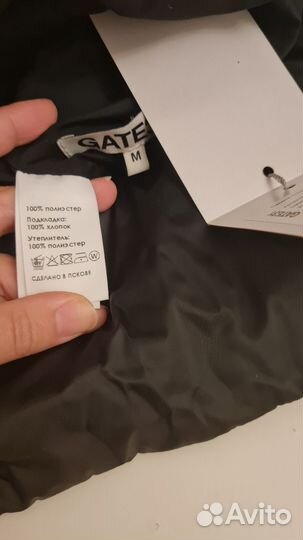 GATE
M
100% полиэстер
Подкладка:
100% хлопок
Утеплитель:
100% полиэстер
W
СДЕЛАНО В ПСКОВЕ
Avito